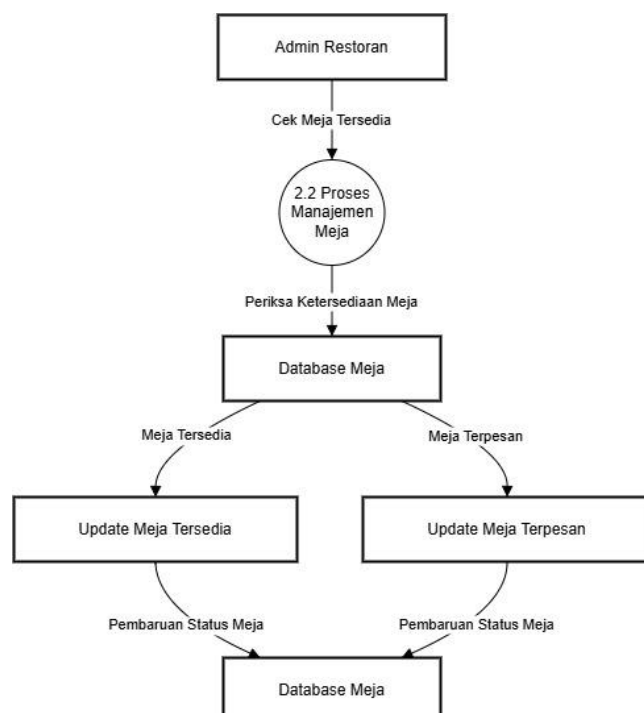 Admin Restoran
Cek Meja Tersedia
2.2 Proses
Manajemen
Meja
Periksa Ketersediaan Meja
Database Meja
Meja Tersedia
Meja Terpesan
Update Meja Tersedia
Update Meja Terpesan
Pembaruan Status Meja
Pembaruan Status Meja
Database Meja